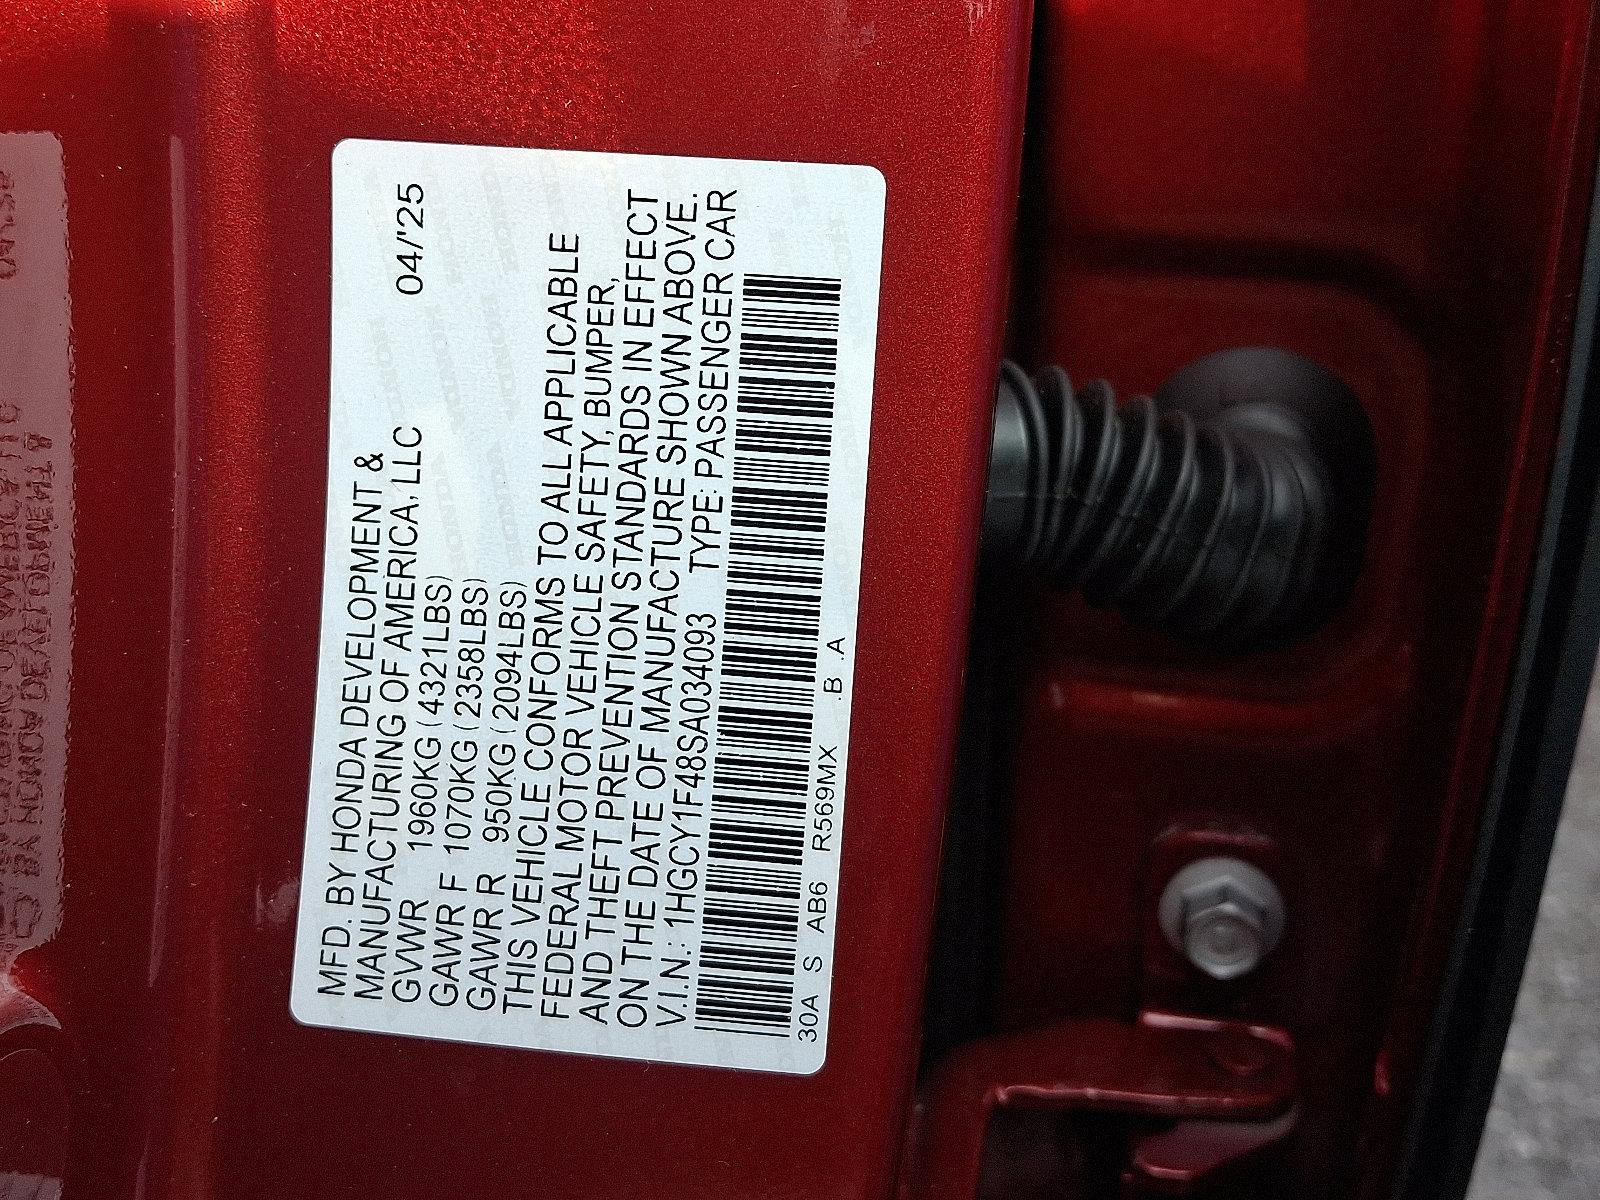 MFD. BY HONDA DEVELOPMENT &
MANUFACTURING OF AMERICA, LLC 04/'25
GVWR 1960KG (4321LBS)
GAWR F 1070KG (2358LBS)
GAWR R 950KG (2094LBS)
THIS VEHICLE CONFORMS TO ALL APPLICABLE
FEDERAL MOTOR VEHICLE SAFETY, BUMPER,
AND THEFT PREVENTION STANDARDS IN EFFECT
ON THE DATE OF MANUFACTURE SHOWN ABOVE.
V.I.N.: 1HGCY1F48SA034093 TYPE: PASSENGER CAR
30A S AB6 R569MX .B .A